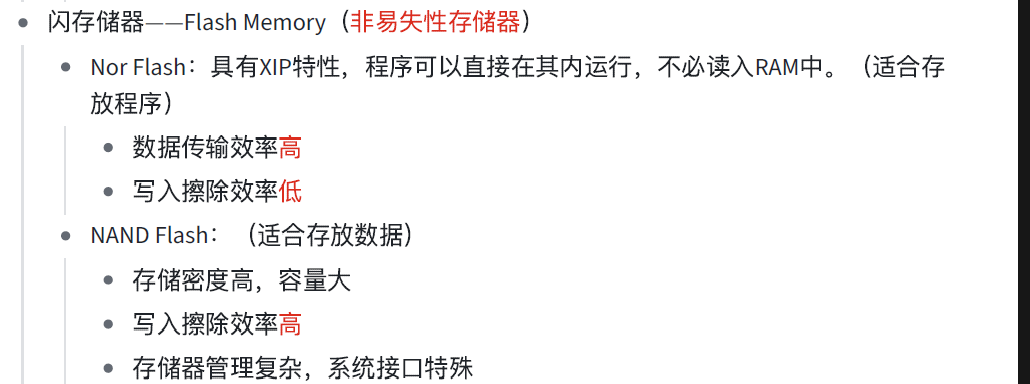 闪存储器——Flash Memory（非易失性存储器）
Nor Flash：具有XIP特性，程序可以直接在其内运行，不必读入RAM中。（适合存
放程序）
数据传输效率高
写入擦除效率低
NAND Flash：（适合存放数据）
存储密度高，容量大
写入擦除效率高
存储器管理复杂，系统接口特殊